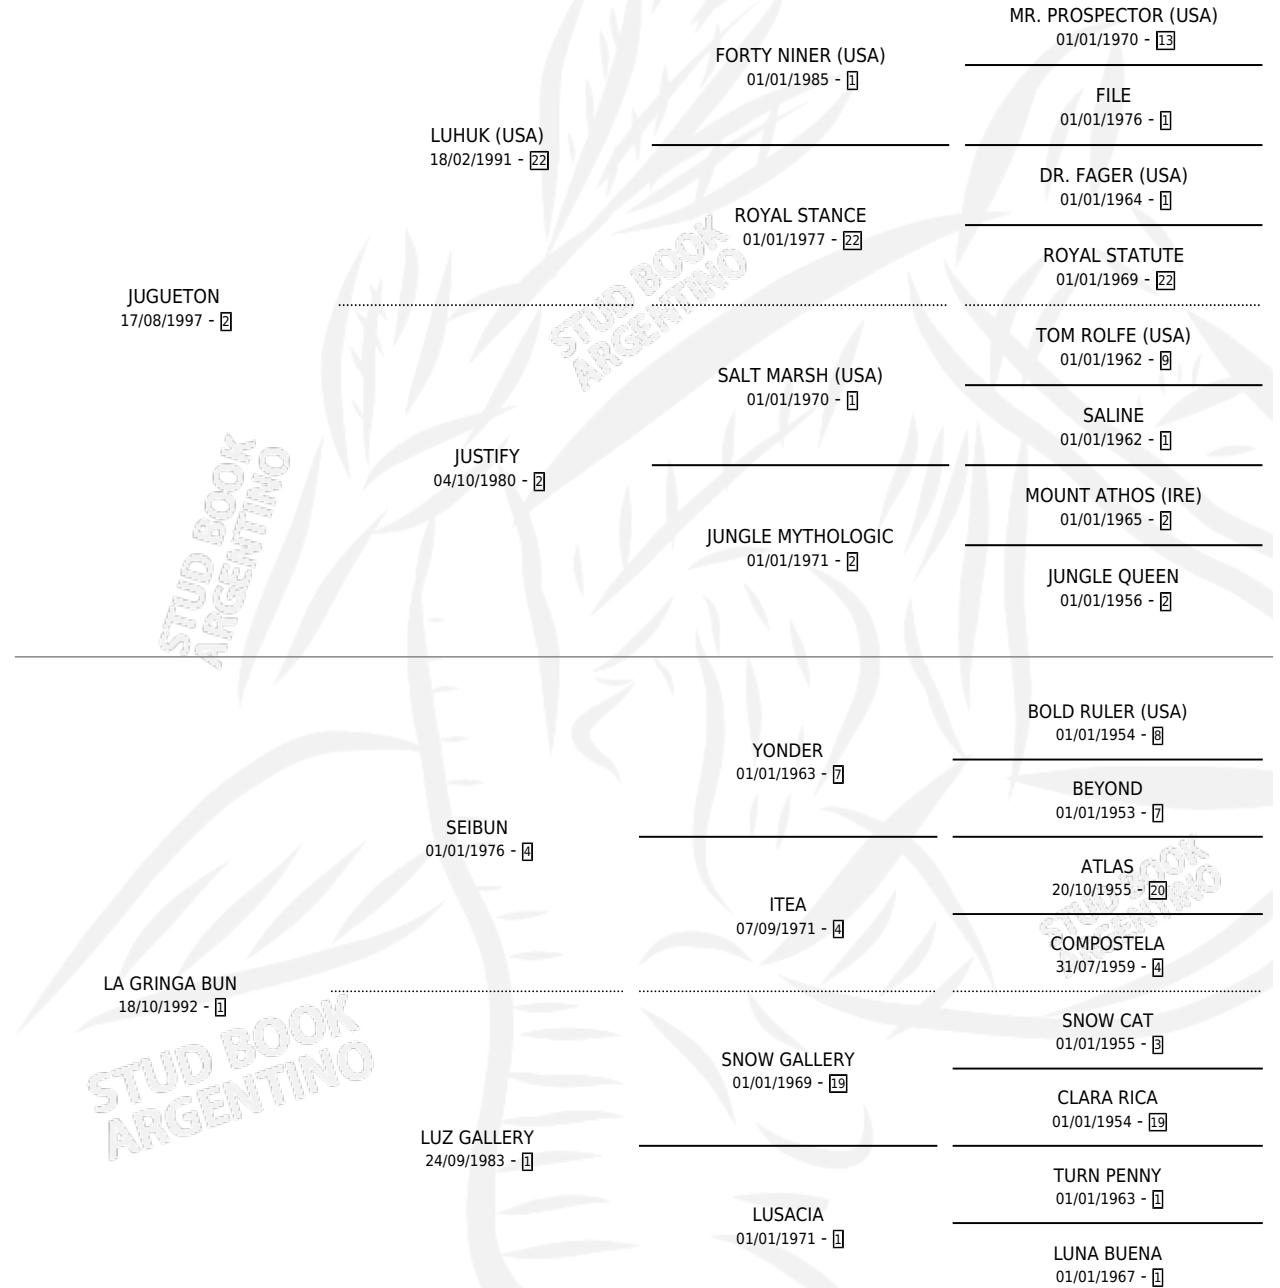 MR. PROSPECTOR (USA)
01/01/1970 - 13
FORTY NINER (USA)
01/01/1985 - 1
FILE
01/01/1976 - 1
LUHUK (USA)
18/02/1991 - 22
DR. FAGER (USA)
01/01/1964 - 1
ROYAL STANCE
01/01/1977 - 22
ROYAL STATUTE
01/01/1969 - 22
JUGUETON
17/08/1997 - 2
TOM ROLFE (USA)
01/01/1962 - 9
SALT MARSH (USA)
01/01/1970 - 1
SALINE
01/01/1962 - 1
JUSTIFY
04/10/1980 - 2
MOUNT ATHOS (IRE)
01/01/1965 - 2
JUNGLE MYTHOLOGIC
01/01/1971 - 2
JUNGLE QUEEN
01/01/1956 - 2
BOLD RULER (USA)
01/01/1954 - 8
YONDER
01/01/1963 - 7
BEYOND
01/01/1953 - 7
SEIBUN
01/01/1976 - 4
ATLAS
20/10/1955 - 20
ITEA
07/09/1971 - 4
COMPOSTELA
31/07/1959 - 4
LA GRINGA BUN
18/10/1992 - 1
SNOW CAT
01/01/1955 - 3
SNOW GALLERY
01/01/1969 - 19
CLARA RICA
01/01/1954 - 19
LUZ GALLERY
24/09/1983 - 1
TURN PENNY
01/01/1963 - 1
LUSACIA
01/01/1971 - 1
LUNA BUENA
01/01/1967 - 1
STUD BOOK
ARGENTINO
STUD BOOK
ARGENTINO
STUD BOOK
ARGENTINO
STUD BOOK
ARGENTINO